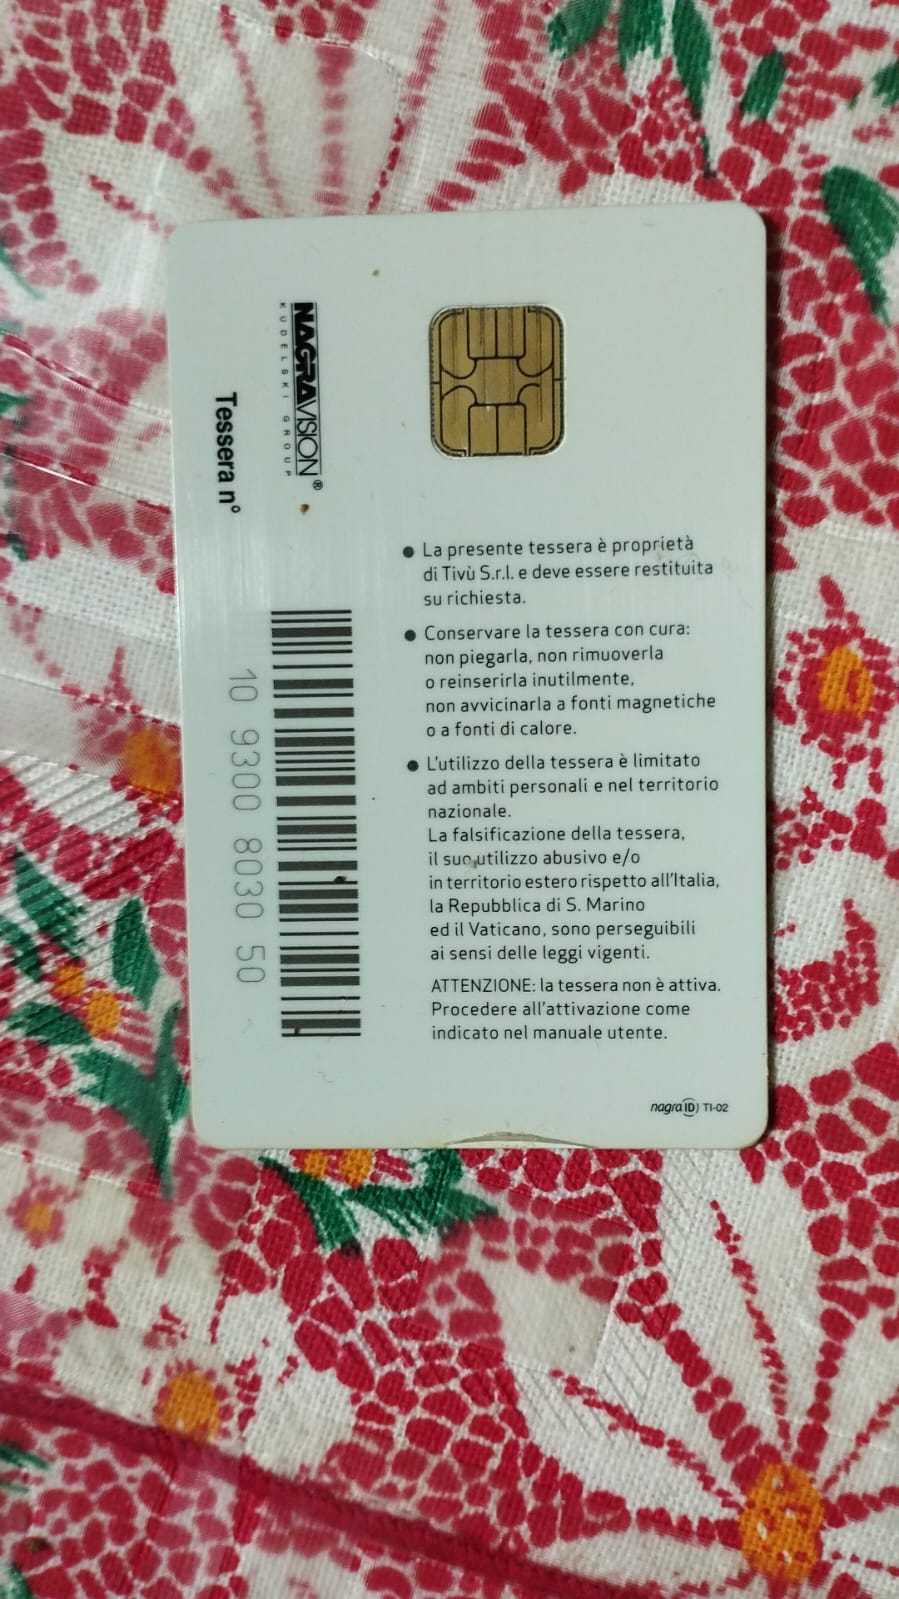 NAGRAVISION®
KUDELSKI GROUP
Tessera n°
10 9300 8030 50
● La presente tessera è proprietà
di Tivù S.r.l. e deve essere restituita
su richiesta.
● Conservare la tessera con cura:
non piegarla, non rimuoverla
o reinserirla inutilmente,
non avvicinarla a fonti magnetiche
o a fonti di calore.
● L'utilizzo della tessera è limitato
ad ambiti personali e nel territorio
nazionale.
La falsificazione della tessera,
il suo utilizzo abusivo e/o
in territorio estero rispetto all'Italia,
la Repubblica di S. Marino
ed il Vaticano, sono perseguibili
ai sensi delle leggi vigenti.
ATTENZIONE: la tessera non è attiva.
Procedere all'attivazione come
indicato nel manuale utente.
nagraID TI-02